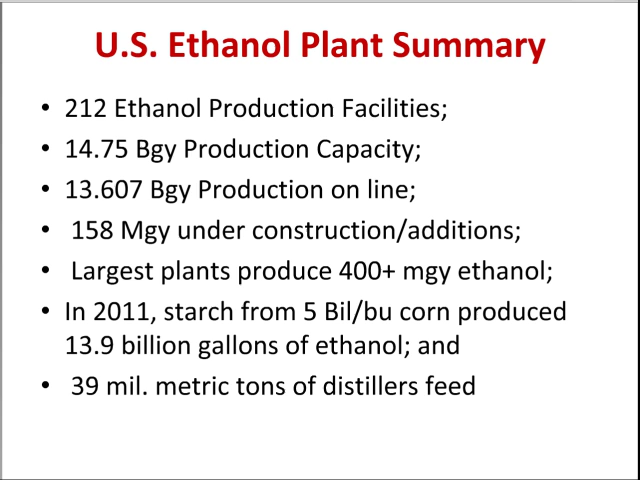 U.S. Ethanol Plant Summary
• 212 Ethanol Production Facilities;
• 14.75 Bgy Production Capacity;
• 13.607 Bgy Production on line;
• 158 Mgy under construction/additions;
• Largest plants produce 400+ mgy ethanol;
• In 2011, starch from 5 Bil/bu corn produced
13.9 billion gallons of ethanol; and
• 39 mil. metric tons of distillers feed